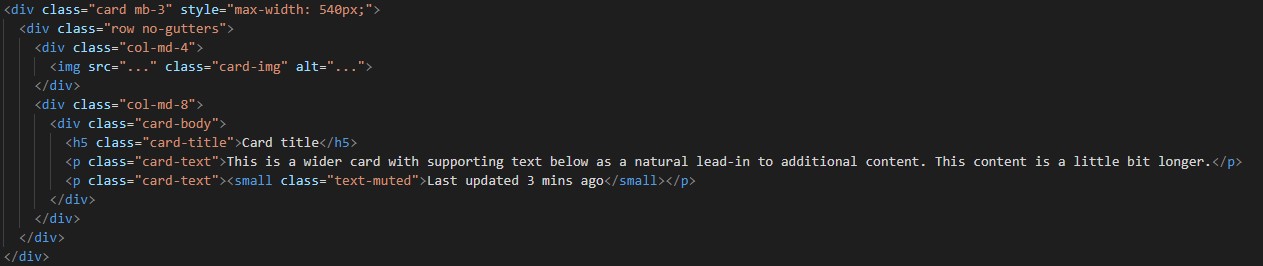 <div class="card mb-3" style="max-width: 540px;">
  <div class="row no-gutters">
    <div class="col-md-4">
      <img src="..." class="card-img" alt="...">
    </div>
    <div class="col-md-8">
      <div class="card-body">
        <h5 class="card-title">Card title</h5>
        <p class="card-text">This is a wider card with supporting text below as a natural lead-in to additional content. This content is a little bit longer.</p>
        <p class="card-text"><small class="text-muted">Last updated 3 mins ago</small></p>
      </div>
    </div>
  </div>
</div>